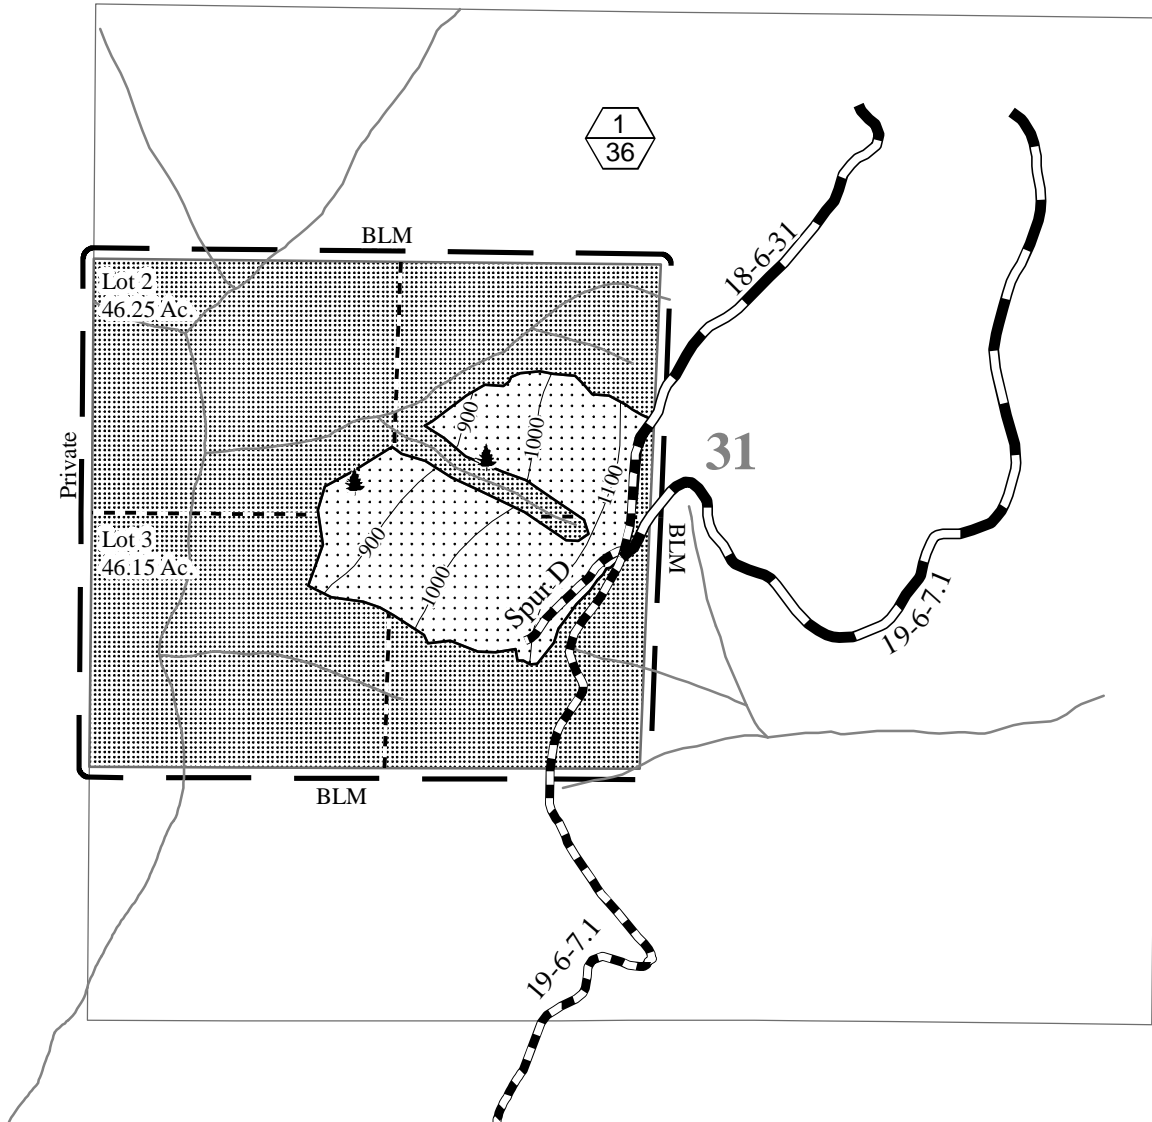 1
36
BLM
18-6-31
Lot 2
46.25 Ac.
900
1000
31
Private
1100
Lot 3
46.15 Ac.
900
BLM
1000
Spur D
19-6-7.1
BLM
19-6-7.1